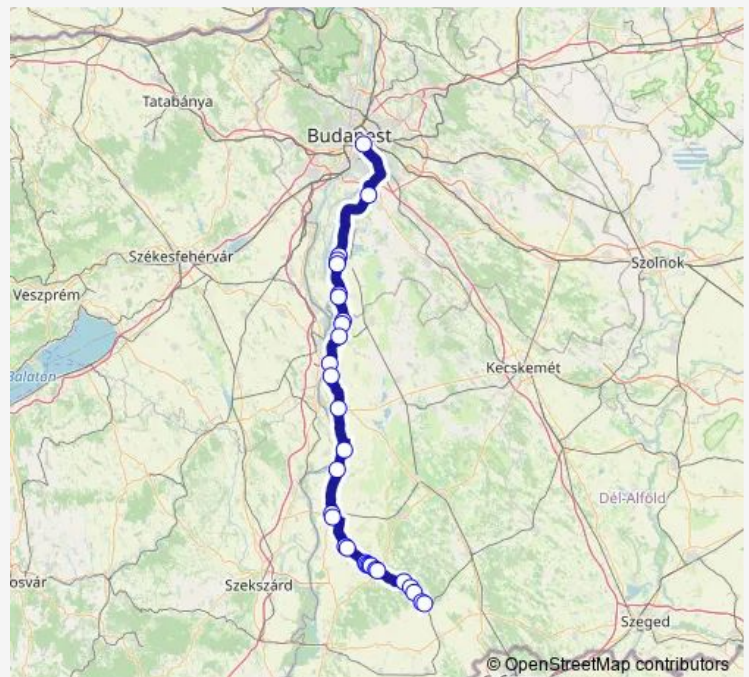 Tatabánya
Budapest
Székesfehérvár
Szolnok
Veszprém
Balaton
Kecskemét
Dél-Alföld
osvár
Szekszárd
Szeged
© OpenStreetMap contributors